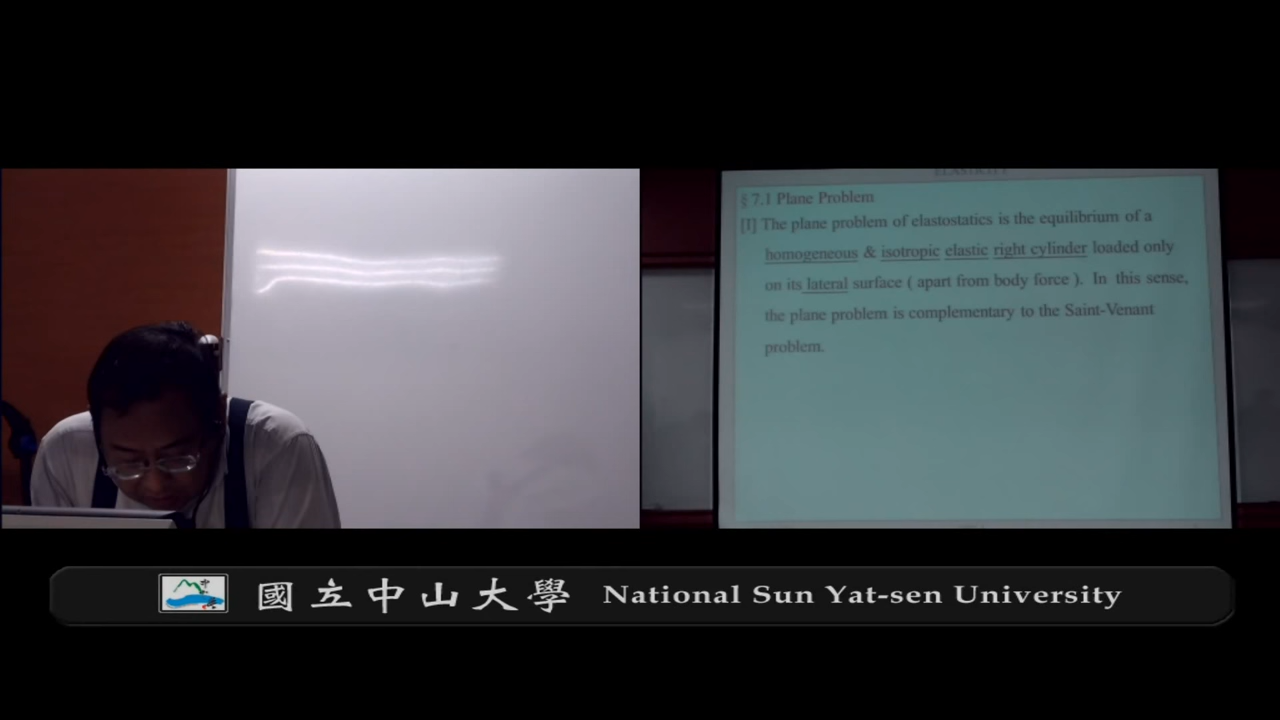 ELASTICITY
§ 7.1 Plane Problem
[I] The plane problem of elastostatics is the equilibrium of a
homogeneous & isotropic elastic right cylinder loaded only
on its lateral surface ( apart from body force ). In this sense,
the plane problem is complementary to the Saint-Venant
problem.
國立中山大學 National Sun Yat-sen University